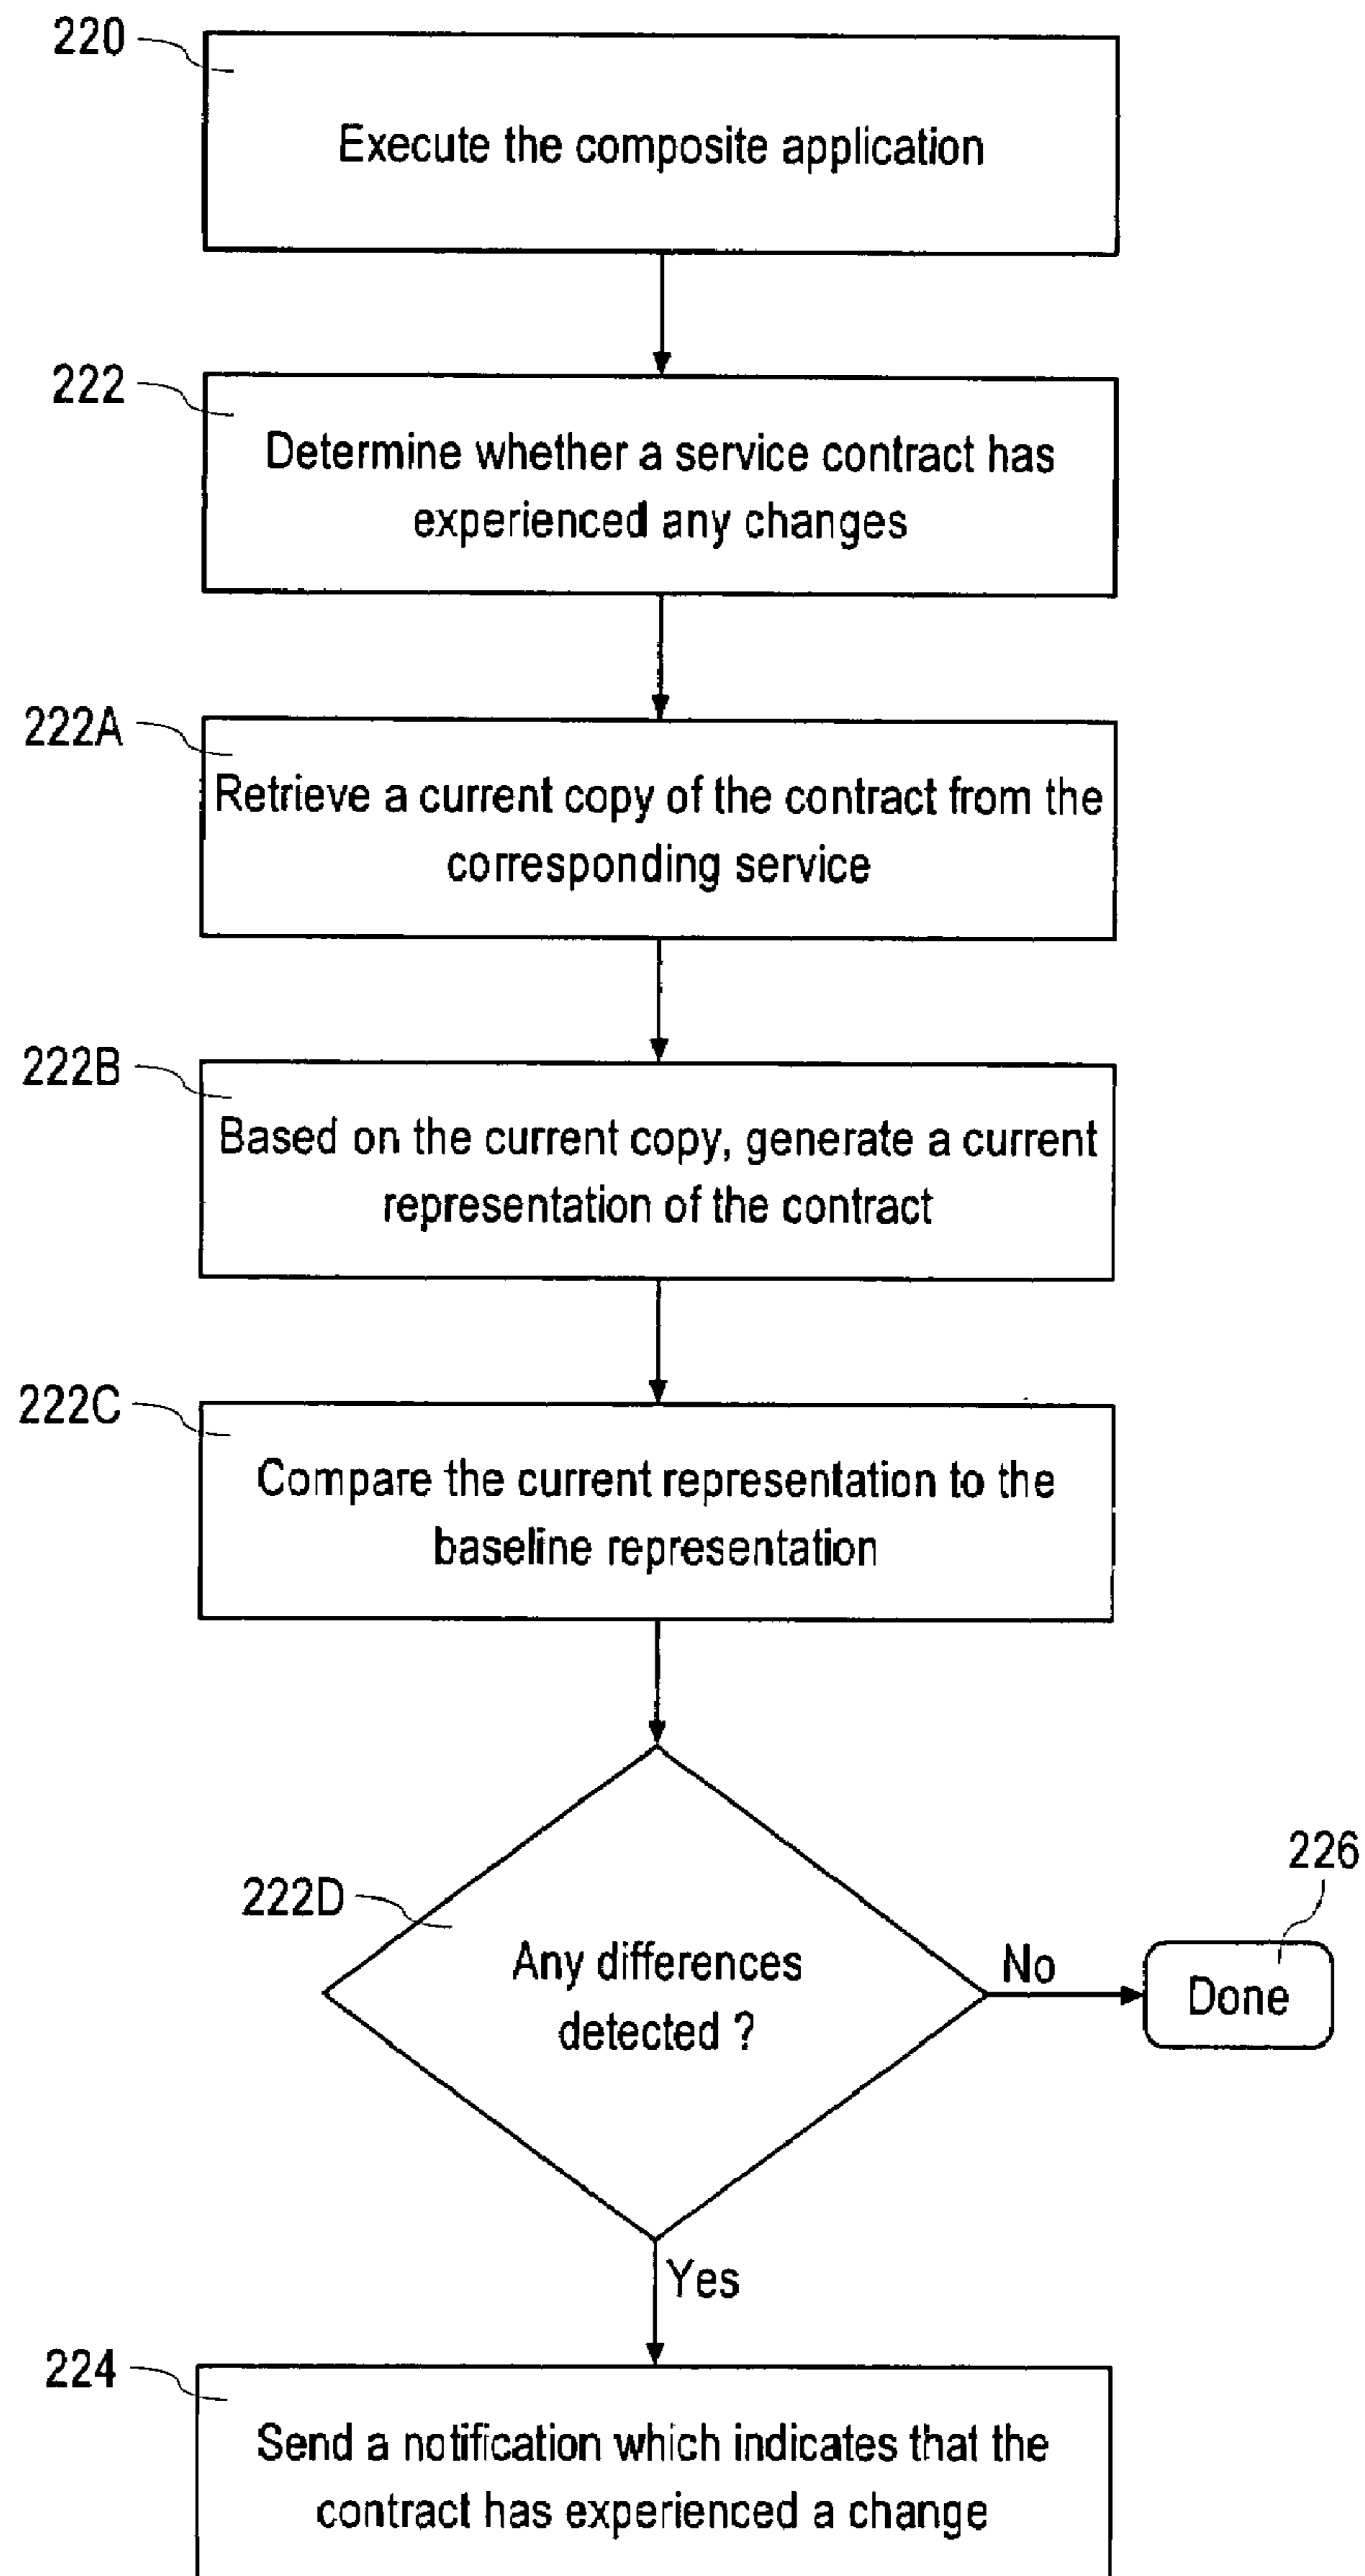 220
Execute the composite application
222
Determine whether a service contract has
experienced any changes
222A
Retrieve a current copy of the contract from the
corresponding service
222B
Based on the current copy, generate a current
representation of the contract
222C
Compare the current representation to the
baseline representation
222D
Any differences
detected ?
No
226
Done
Yes
224
Send a notification which indicates that the
contract has experienced a change